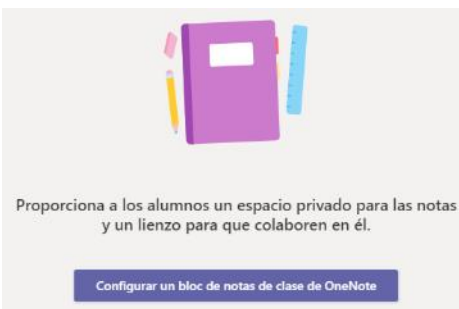 Proporciona a los alumnos un espacio privado para las notas
y un lienzo para que colaboren en él.
Configurar un bloc de notas de clase de OneNote